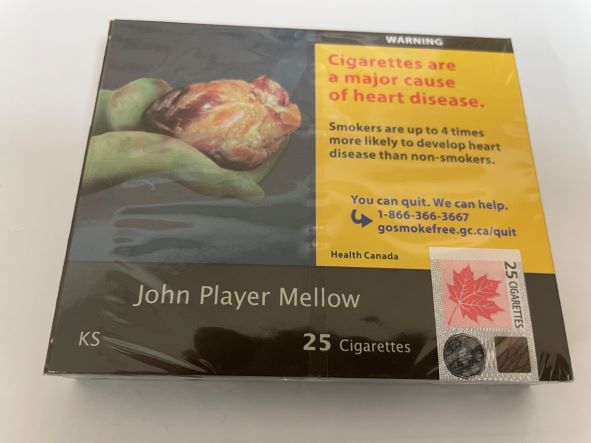 WARNING
Cigarettes are
a major cause
of heart disease.
Smokers are up to 4 times
more likely to develop heart
disease than non-smokers.
You can quit. We can help.
1-866-366-3667
gosmokefree.gc.ca/quit
Health Canada
John Player Mellow
KS
25 Cigarettes
25 CIGARETTES